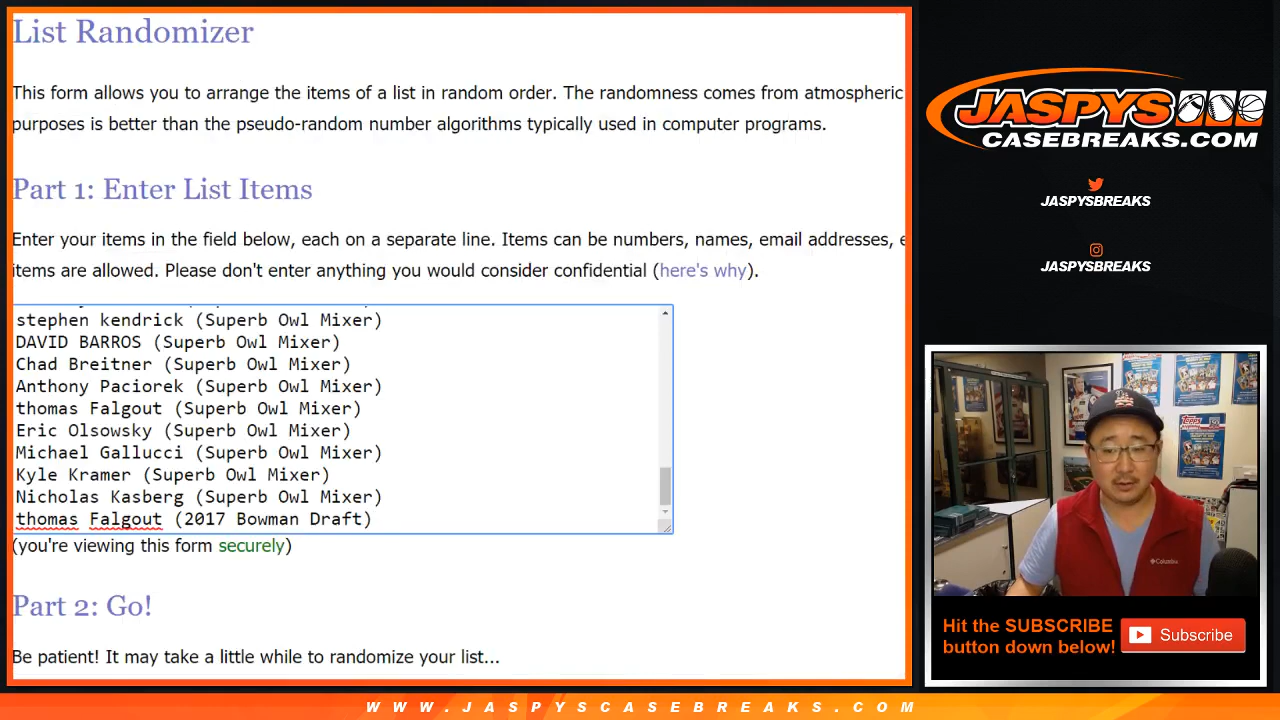 List Randomizer
This form allows you to arrange the items of a list in random order. The randomness comes from atmospheric
purposes is better than the pseudo-random number algorithms typically used in computer programs.
Part 1: Enter List Items
Enter your items in the field below, each on a separate line. Items can be numbers, names, email addresses,
items are allowed. Please don't enter anything you would consider confidential (here's why).
stephen kendrick (Superb Owl Mixer)
DAVID BARROS (Superb Owl Mixer)
Chad Breitner (Superb Owl Mixer)
Anthony Paciorek (Superb Owl Mixer)
thomas Falgout (Superb Owl Mixer)
Eric Olsowsky (Superb Owl Mixer)
Michael Gallucci (Superb Owl Mixer)
Kyle Kramer (Superb Owl Mixer)
Nicholas Kasberg (Superb Owl Mixer)
thomas Falgout (2017 Bowman Draft)
(you're viewing this form securely)
Part 2: Go!
Be patient! It may take a little while to randomize your list...
JASPYS
CASEBREAKS.COM
JASPYSBREAKS
JASPYSBREAKS
TOPPS
Columbia
Hit the SUBSCRIBE
button down below!
Subscribe
WWW.JASPYSCASEBREAKS.COM